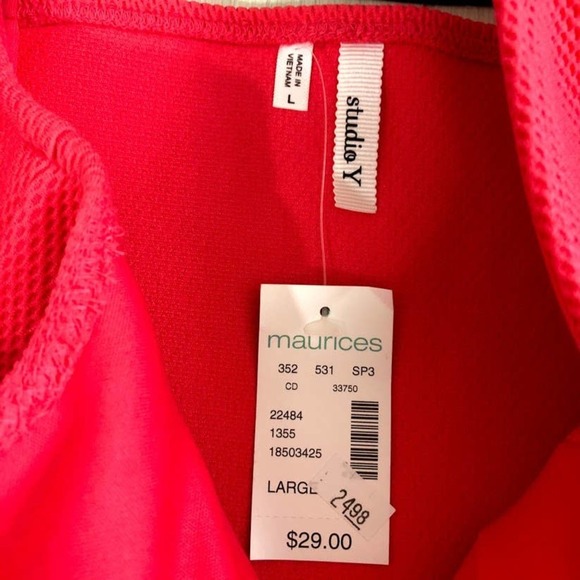 MADE IN
VIETNAM
L
studio Y
maurices
352 531 SP3
CD 33750
22484
1355
18503425
LARGE
2498
$29.00